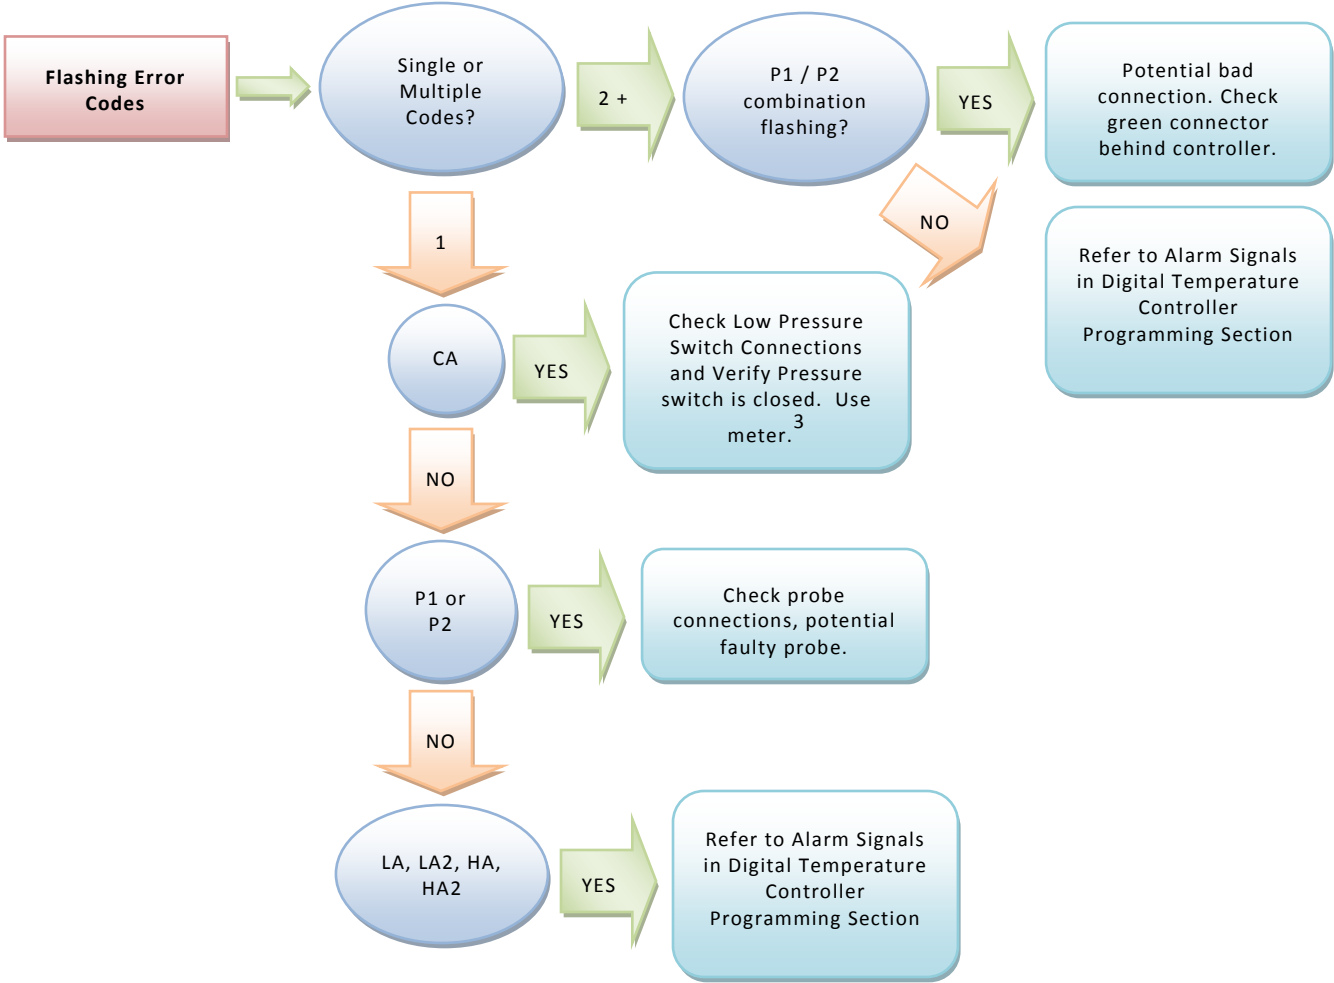 Flashing Error
Codes
Single or
Multiple
Codes?
2 +
P1 / P2
combination
flashing?
YES
Potential bad
connection. Check
green connector
behind controller.
NO
Refer to Alarm Signals
in Digital Temperature
Controller
Programming Section
1
CA
YES
Check Low Pressure
Switch Connections
and Verify Pressure
switch is closed.  Use
meter.3
NO
P1 or
P2
YES
Check probe
connections, potential
faulty probe.
NO
LA, LA2, HA,
HA2
YES
Refer to Alarm Signals
in Digital Temperature
Controller
Programming Section